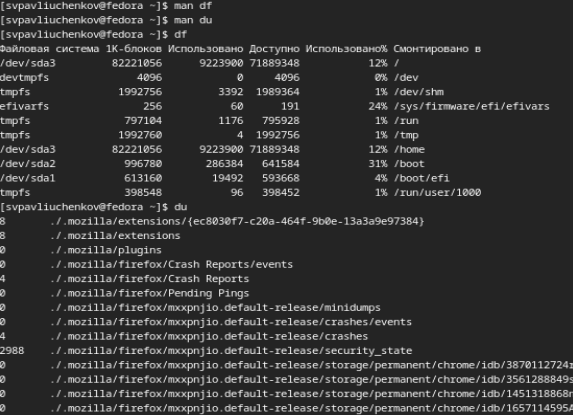 [svpavliuchenkov@fedora ~]$ man df
[svpavliuchenkov@fedora ~]$ man du
[svpavliuchenkov@fedora ~]$ df
Файловая система 1K-блоков Использовано Доступно Использовано% Смонтировано в
/dev/sda3 82221056 9223900 71889348 12% /
devtmpfs 4096 0 4096 0% /dev
tmpfs 1992756 3392 1989364 1% /dev/shm
efivarfs 256 60 191 24% /sys/firmware/efi/efivars
tmpfs 797104 1176 795928 1% /run
tmpfs 1992760 4 1992756 1% /tmp
/dev/sda3 82221056 9223900 71889348 12% /home
/dev/sda2 996780 286384 641584 31% /boot
/dev/sda1 613160 19492 593668 4% /boot/efi
tmpfs 398548 96 398452 1% /run/user/1000
[svpavliuchenkov@fedora ~]$ du
8 ./.mozilla/extensions/{ec8030f7-c20a-464f-9b0e-13a3a9e97384}
8 ./.mozilla/extensions
0 ./.mozilla/plugins
0 ./.mozilla/firefox/Crash Reports/events
4 ./.mozilla/firefox/Crash Reports
0 ./.mozilla/firefox/Pending Pings
0 ./.mozilla/firefox/mxxpnjio.default-release/minidumps
0 ./.mozilla/firefox/mxxpnjio.default-release/crashes/events
4 ./.mozilla/firefox/mxxpnjio.default-release/crashes
2988 ./.mozilla/firefox/mxxpnjio.default-release/security_state
0 ./.mozilla/firefox/mxxpnjio.default-release/storage/permanent/chrome/idb/3870112724r
0 ./.mozilla/firefox/mxxpnjio.default-release/storage/permanent/chrome/idb/3561288849s
0 ./.mozilla/firefox/mxxpnjio.default-release/storage/permanent/chrome/idb/1451318868n
0 ./.mozilla/firefox/mxxpnjio.default-release/storage/permanent/chrome/idb/1657114595A